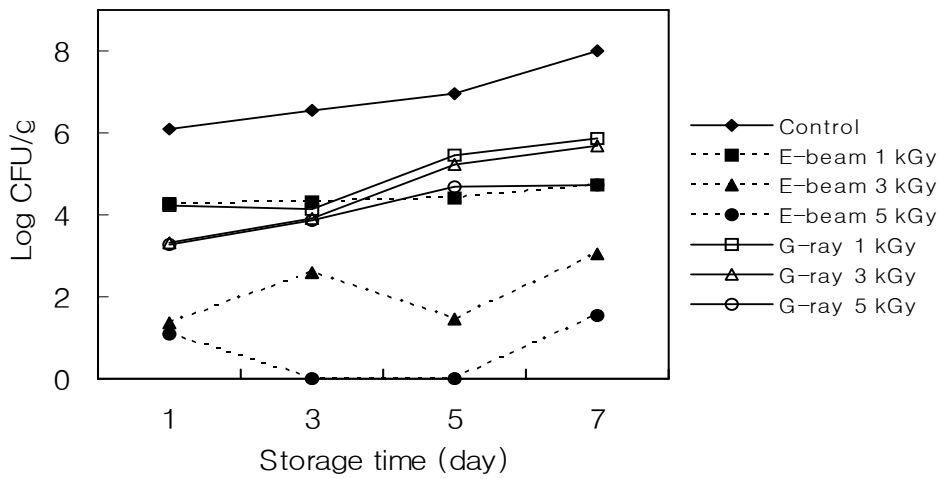 Log CFU/g
8
6
4
2
0
1 3 5 7
Storage time (day)
Control
E-beam 1 kGy
E-beam 3 kGy
E-beam 5 kGy
G-ray 1 kGy
G-ray 3 kGy
G-ray 5 kGy